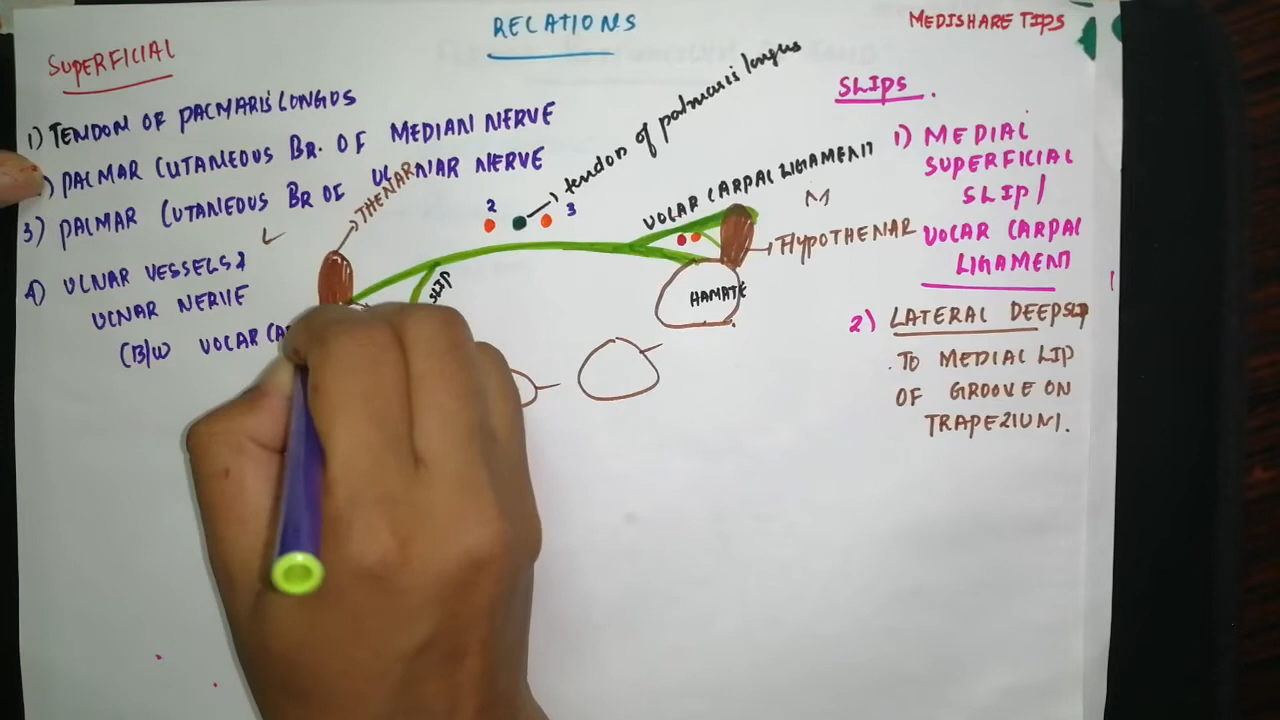 RELATIONS
MEDISHARE TIPS
SUPERFICIAL
1) TENDON OF PALMARIS LONGUS
) PALMAR CUTANEOUS BR. OF MEDIAN NERVE
3) PALMAR CUTANEOUS BR OF ULNAR NERVE
4) ULNAR VESSELS &
ULNAR NERVE
(B/W VOLAR CA
THENAR
L
2
3
tendon of palmaris longus
VOLAR CARPAL LIGAMENT
M
HYPOTHENAR
SLIP
HAMATE
SLIPS.
1) MEDIAL
SUPERFICIAL
SLIP/
VOLAR CARPAL
LIGAMENT
2) LATERAL DEEP SLIP
TO MEDIAL LIP
OF GROOVE ON
TRAPEZIUM.